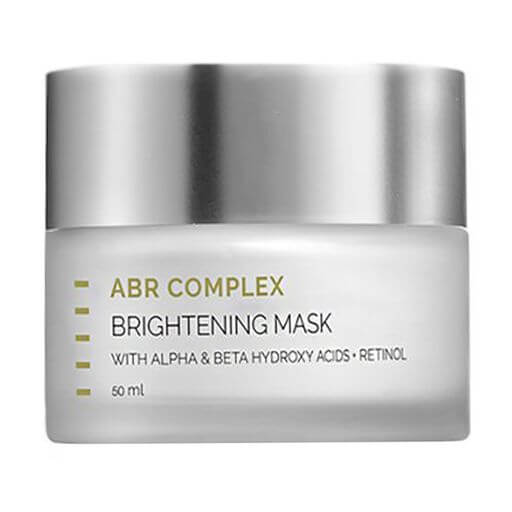 ABR COMPLEX
BRIGHTENING MASK
WITH ALPHA & BETA HYDROXY ACIDS • RETINOL
50 ml